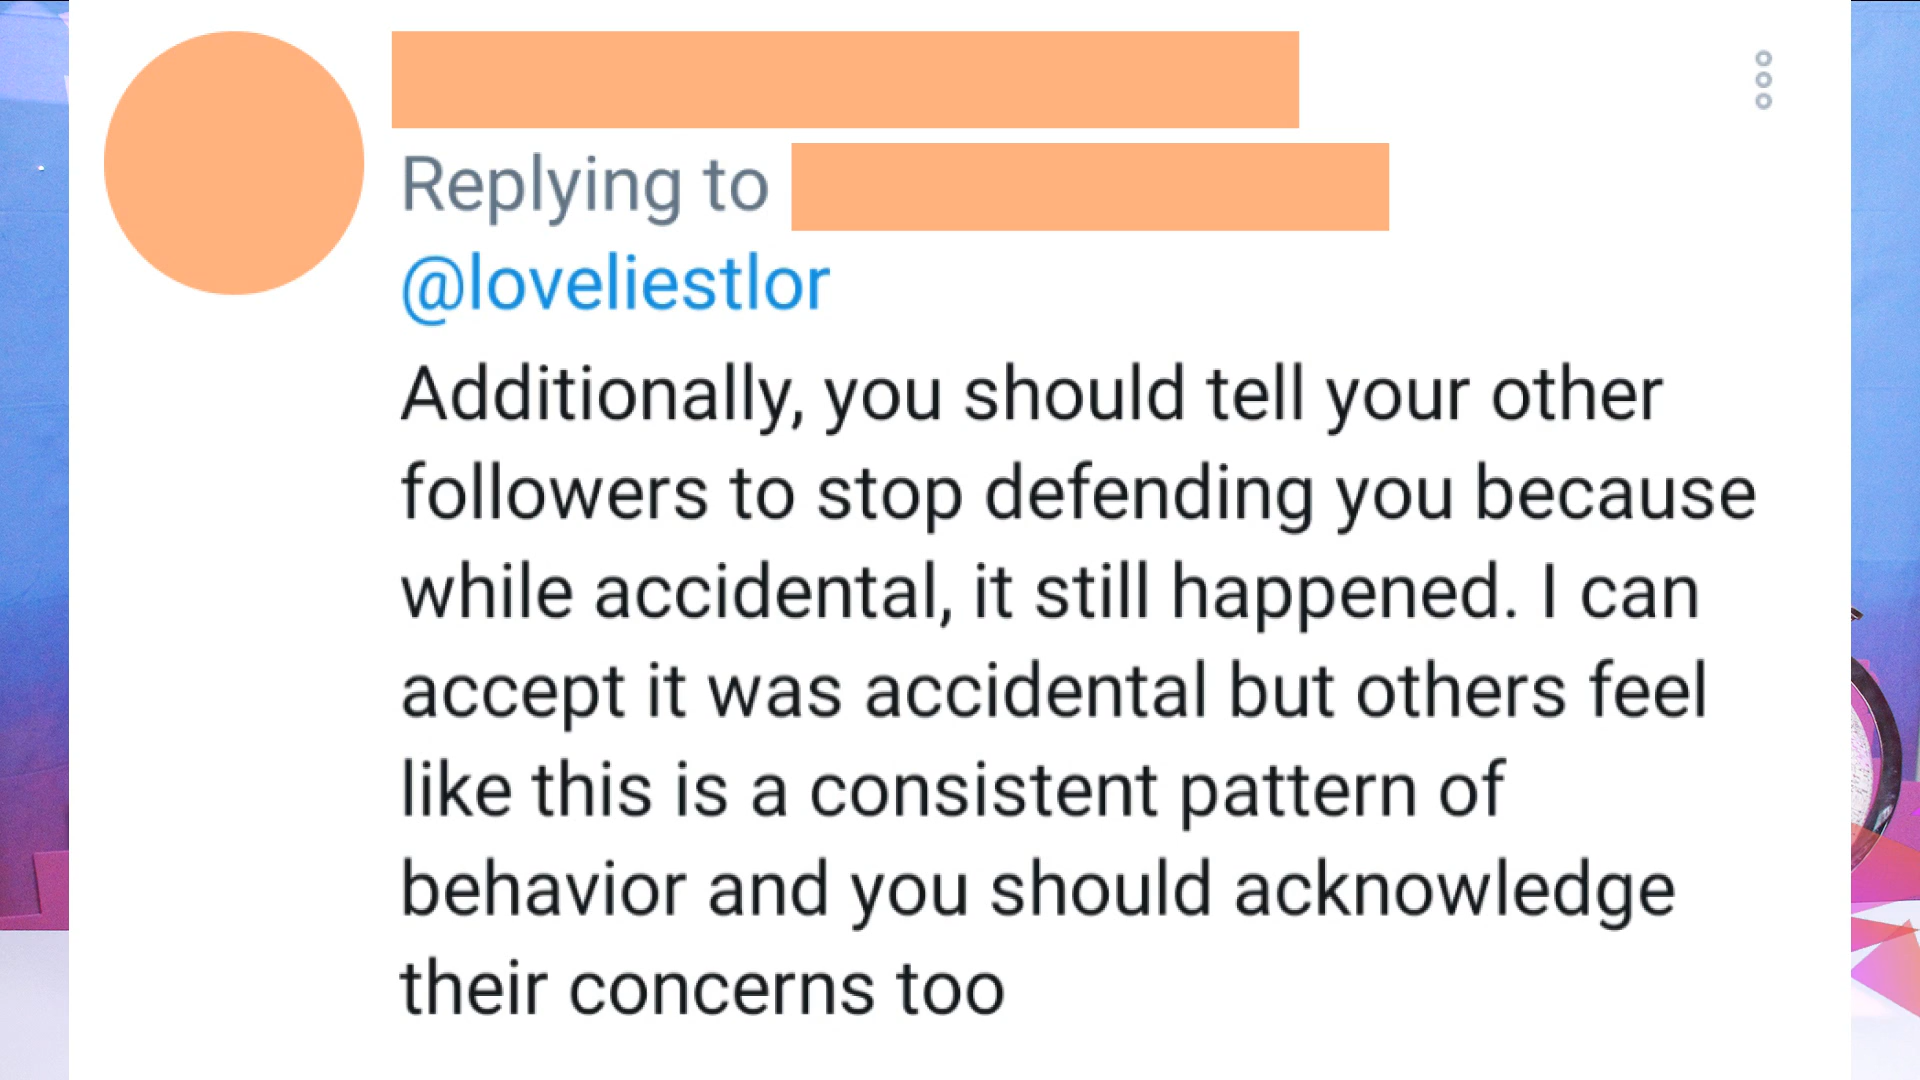 Replying to
@loveliestlor
Additionally, you should tell your other
followers to stop defending you because
while accidental, it still happened. I can
accept it was accidental but others feel
like this is a consistent pattern of
behavior and you should acknowledge
their concerns too